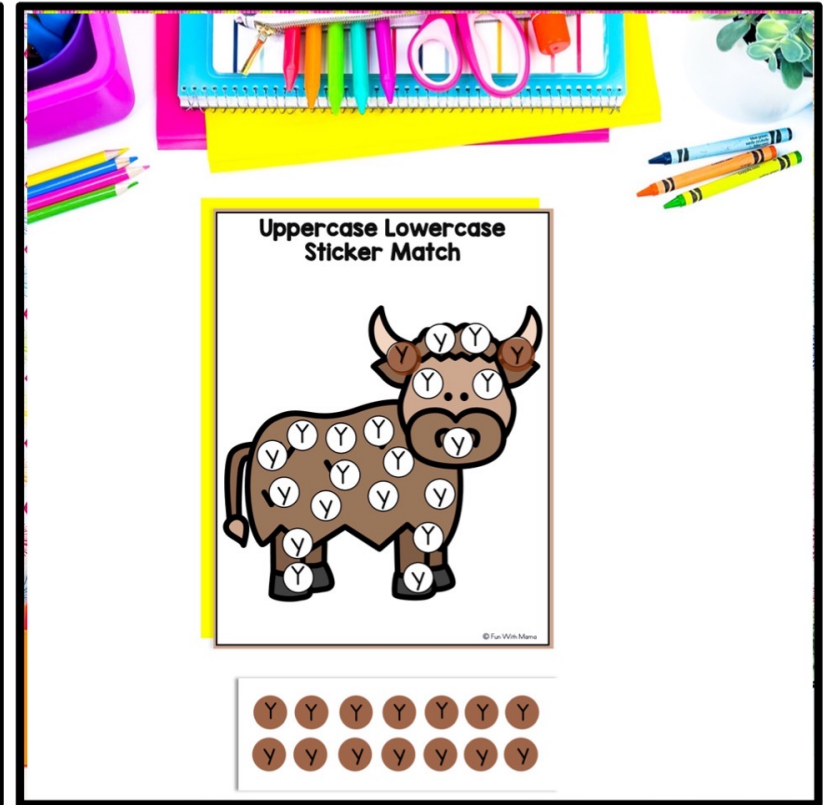 Uppercase Lowercase
Sticker Match
y Y
Y y
Y Y
y
Y Y Y
y Y
Y
y y y y
y Y
Y y
© Fun With Mama
Y Y Y Y Y Y Y
y y y y y y y